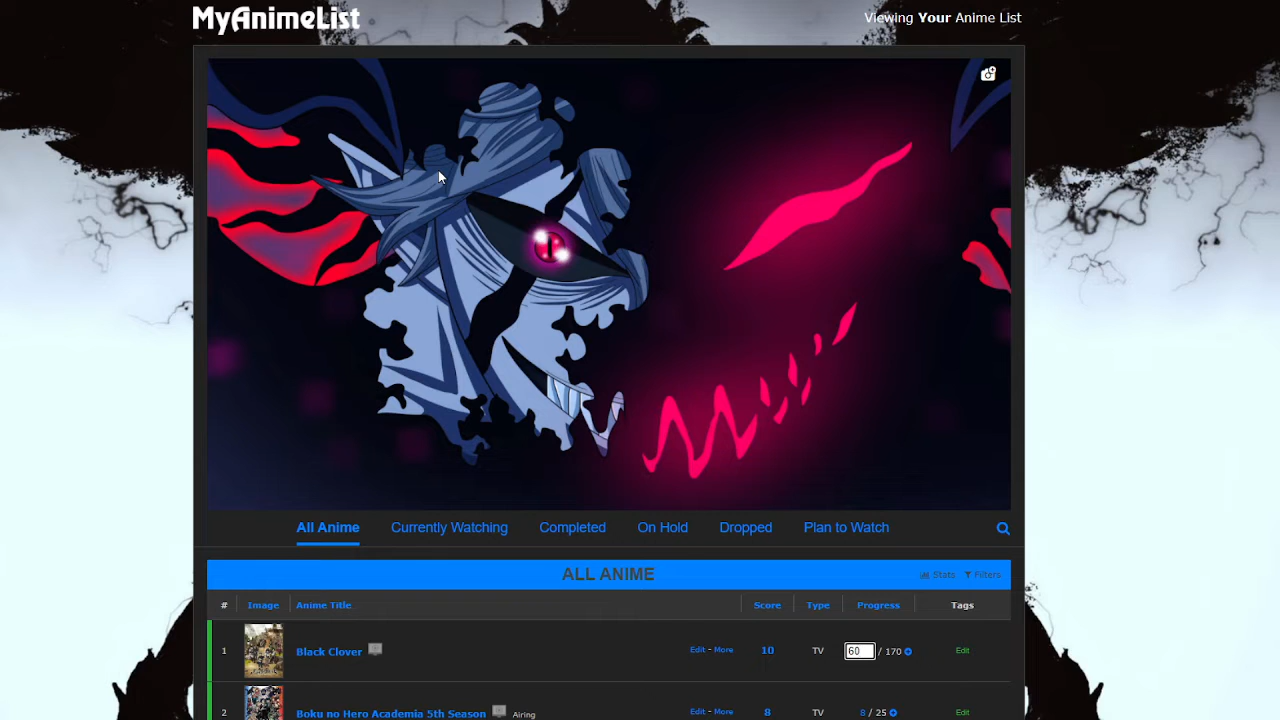 MyAnimeList
Viewing Your Anime List
All Anime Currently Watching Completed On Hold Dropped Plan to Watch
ALL ANIME
Stats Filters
# Image Anime Title Score Type Progress Tags
1 Black Clover Edit - More 10 TV 60 / 170 Edit
2 Boku no Hero Academia 5th Season Airing Edit - More 8 TV 8 / 25 Edit